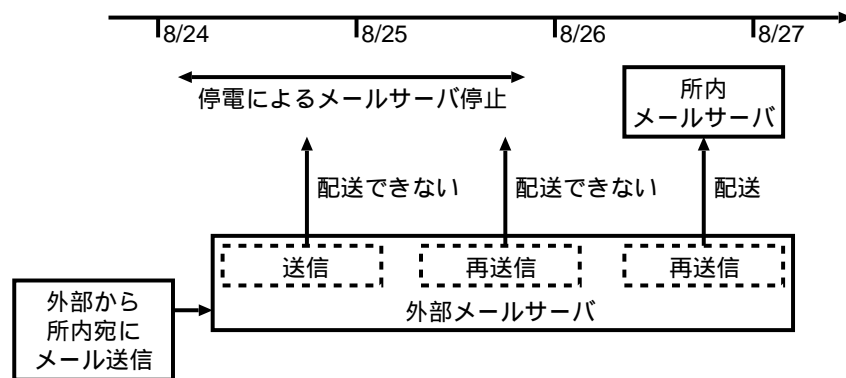 8/24
8/25
8/26
8/27
停電によるメールサーバ停止
所内
メールサーバ
配送できない
配送できない
配送
送信
再送信
再送信
外部メールサーバ
外部から
所内宛に
メール送信